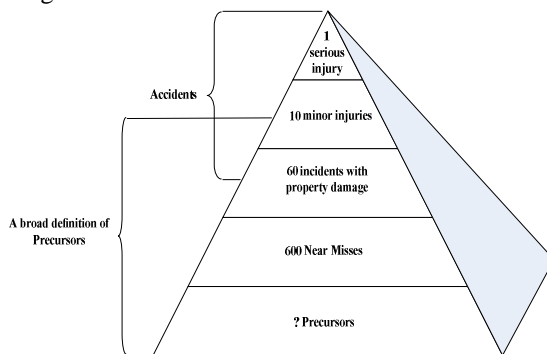 1
serious
injury
Accidents
10 minor injuries
60 incidents with
property damage
A broad definition of
Precursors
600 Near Misses
? Precursors